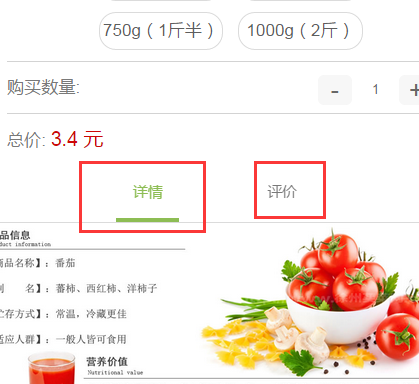 750g（1斤半）
1000g（2斤）
购买数量:
- 1 +
总价: 3.4 元
详情
评价
品信息
duct information
商品名称】：番茄
别　　名】：蕃柿、西红柿、洋柿子
贮存方式】：常温，冷藏更佳
适应人群】：一般人皆可食用
营养价值
Nutritional value